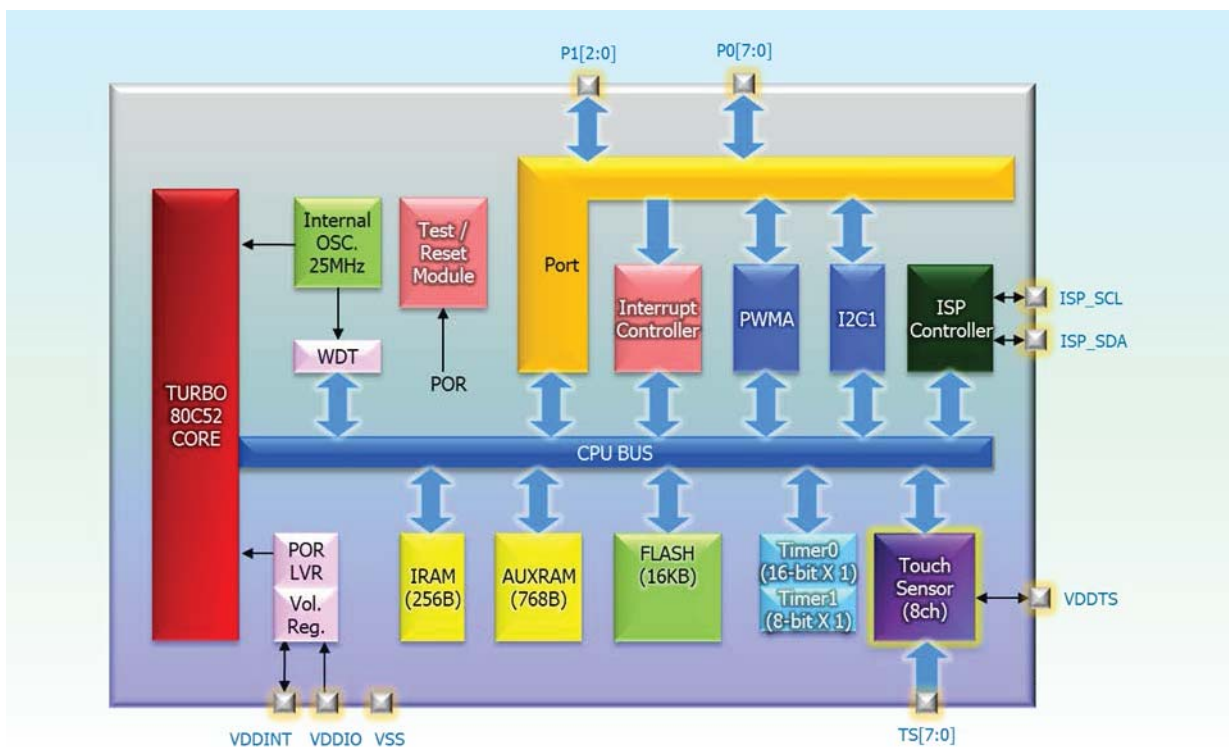 P1[2:0]
P0[7:0]
Internal
OSC.
25MHz
Test /
Reset
Module
Port
Interrupt
Controller
PWMA
I2C1
ISP
Controller
ISP_SCL
ISP_SDA
WDT
POR
TURBO
80C52
CORE
CPU BUS
POR
LVR
Vol.
Reg.
IRAM
(256B)
AUXRAM
(768B)
FLASH
(16KB)
Timer0
(16-bit X 1)
Timer1
(8-bit X 1)
Touch
Sensor
(8ch)
VDDTS
VDDINT
VDDIO
VSS
TS[7:0]